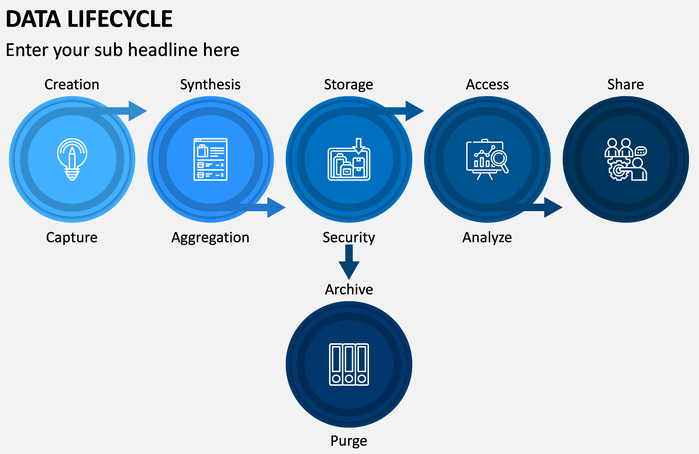 DATA LIFECYCLE
Enter your sub headline here
Creation
Synthesis
Storage
Access
Share
Capture
Aggregation
Security
Analyze
Archive
Purge